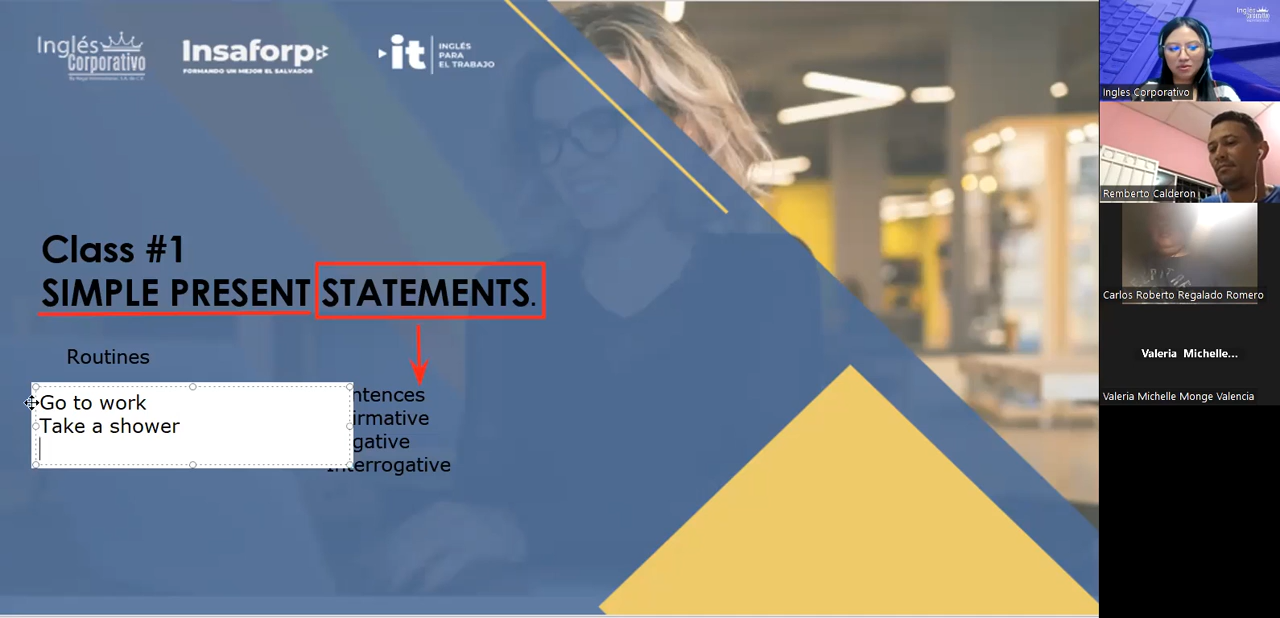 Inglés
Corporativo
Insaforp
FORMANDO UN MEJOR EL SALVADOR
it
INGLÉS
PARA
EL TRABAJO
Class #1
SIMPLE PRESENT STATEMENTS.
Routines
Go to work
Take a shower
ntences
irmative
gative
Interrogative
Ingles Corporativo
Remberto Calderon
Carlos Roberto Regalado Romero
Valeria Michelle...
Valeria Michelle Monge Valencia